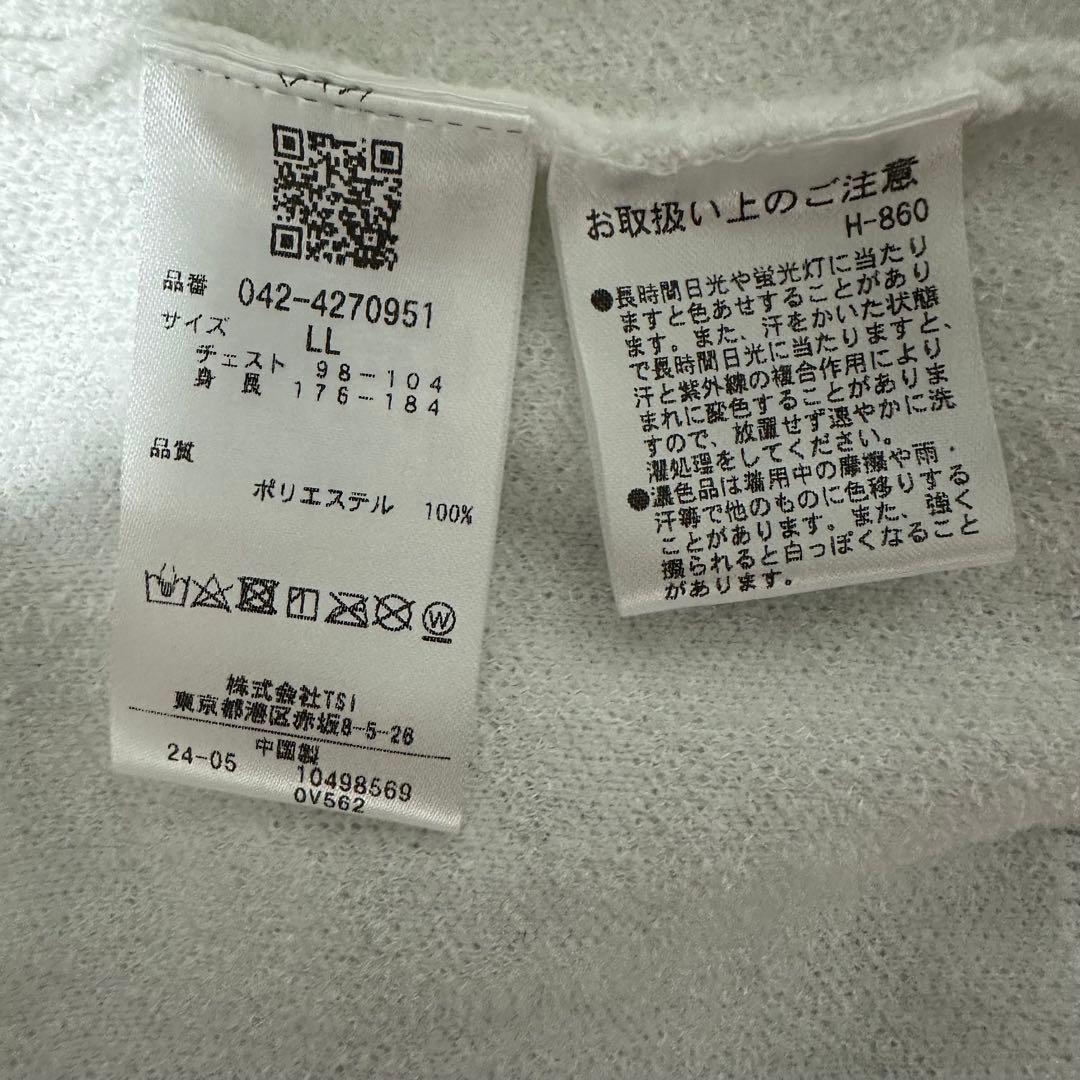 品番 042-4270951
サイズ LL
チェスト 98-104
身長 176-184
品質
ポリエステル 100%
W
株式会社TSI
東京都港区赤坂8-5-26
中国製
24-05 10498569
0V562
お取扱い上のご注意
H-860
●長時間日光や蛍光灯に当たり
ますと色あせすることがあり
ます。また、汗をかいた状態
で長時間日光に当たりますと、
汗と紫外線の複合作用により
まれに変色することがありま
すので、放置せず速やかに洗
濯処理をしてください。
●濃色品は着用中の摩擦や雨・
汗等で他のものに色移りする
ことがあります。また、強く
擦られると白っぽくなること
があります。